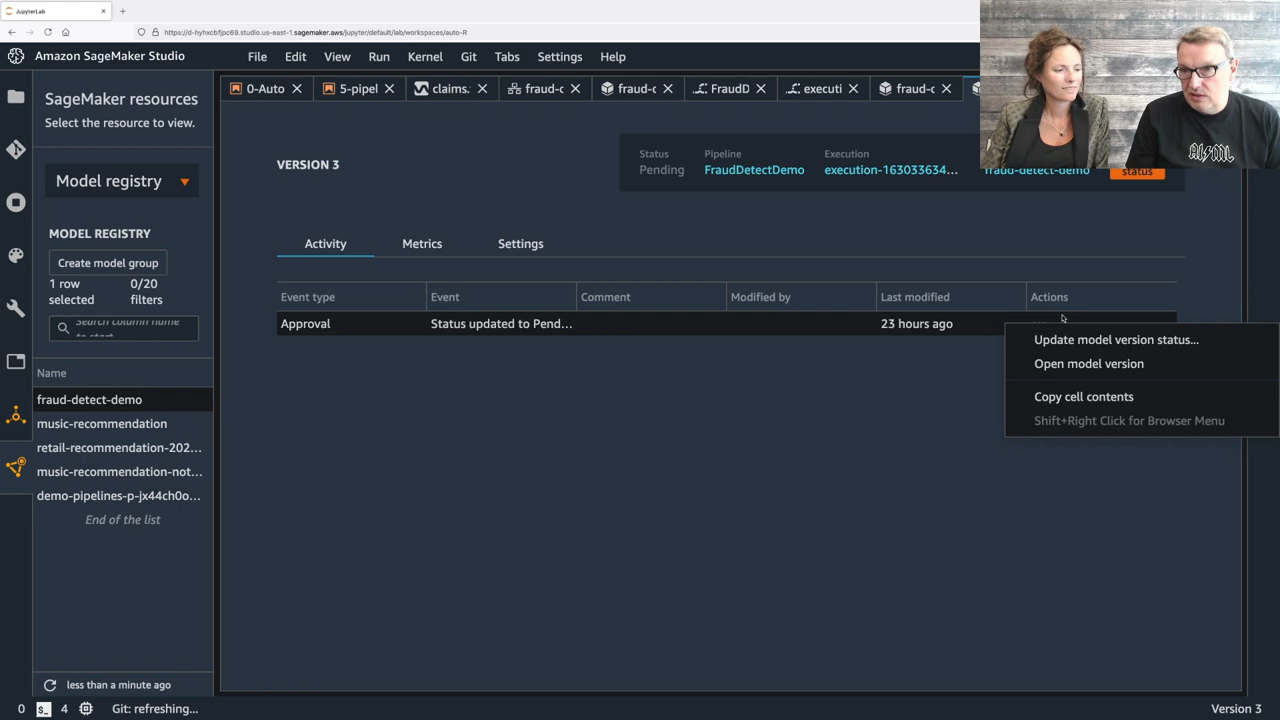 JupyterLab
https://d-hyhxcbfjpc69.studio.us-east-1.sagemaker.aws/jupyter/default/lab/workspaces/auto-R
Amazon SageMaker Studio
File Edit View Run Kernel Git Tabs Settings Help
0-Auto
5-pipel
claims
fraud-c
fraud-c
FraudD
executi
fraud-c
SageMaker resources
Select the resource to view.
Model registry
MODEL REGISTRY
Create model group
1 row selected
0/20 filters
Search column name to start
Name
fraud-detect-demo
music-recommendation
retail-recommendation-202...
music-recommendation-not...
demo-pipelines-p-jx44ch0o...
End of the list
less than a minute ago
VERSION 3
Status
Pending
Pipeline
FraudDetectDemo
Execution
execution-163033634...
fraud-detect-demo
status
Activity
Metrics
Settings
Event type Event Comment Modified by Last modified Actions
Approval Status updated to Pend... 23 hours ago
Update model version status...
Open model version
Copy cell contents
Shift+Right Click for Browser Menu
AI/ML
0
$_
4
Git: refreshing...
Version 3